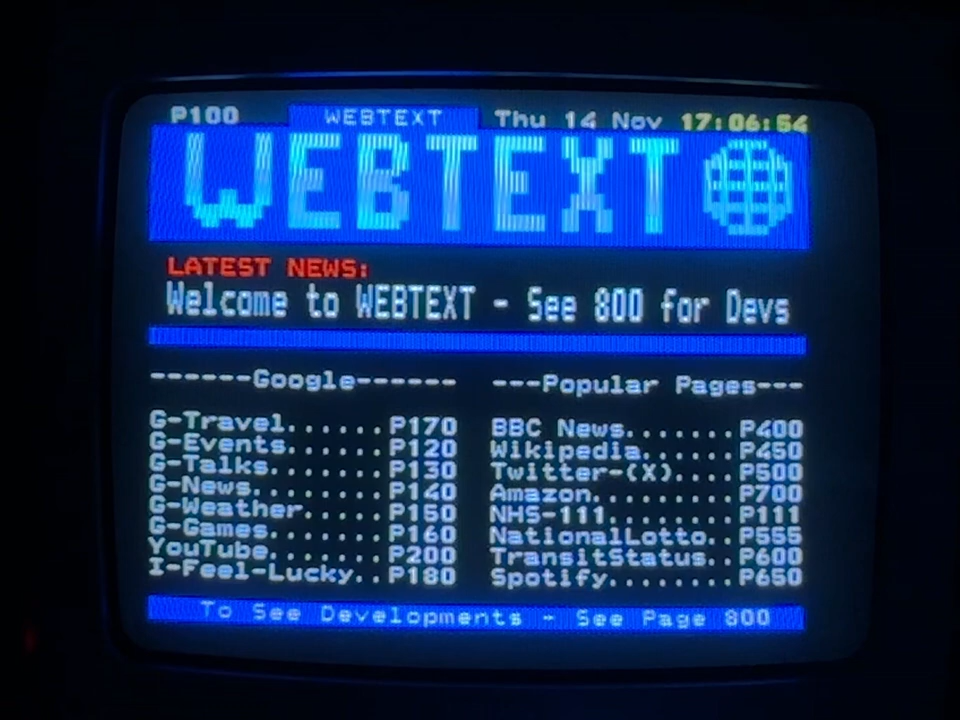 P100 WEBTEXT Thu 14 Nov 17:06:54
WEBTEXT
LATEST NEWS:
Welcome to WEBTEXT - See 800 for Devs
------Google------ ---Popular Pages---
G-Travel......P170 BBC News.......P400
G-Events......P120 Wikipedia......P450
G-Talks.......P130 Twitter-(X)....P500
G-News........P140 Amazon.........P700
G-Weather.....P150 NHS-111........P111
G-Games.......P160 NationalLotto..P555
YouTube.......P200 TransitStatus..P600
I-Feel-Lucky..P180 Spotify........P650
To See Developments - See Page 800